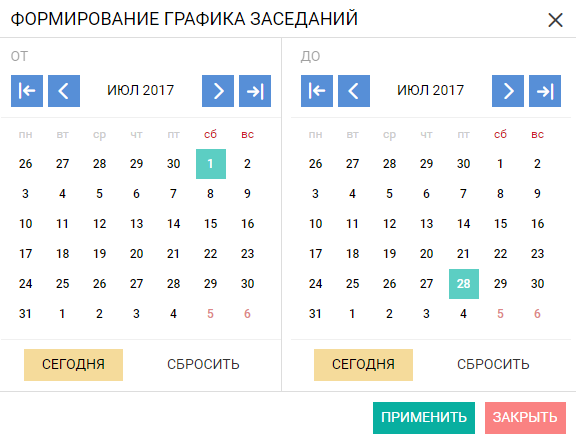 ФОРМИРОВАНИЕ ГРАФИКА ЗАСЕДАНИЙ
ОТ
ИЮЛ 2017
пн вт ср чт пт сб вс
26 27 28 29 30 1 2
3 4 5 6 7 8 9
10 11 12 13 14 15 16
17 18 19 20 21 22 23
24 25 26 27 28 29 30
31 1 2 3 4 5 6
СЕГОДНЯ СБРОСИТЬ
ДО
ИЮЛ 2017
пн вт ср чт пт сб вс
26 27 28 29 30 1 2
3 4 5 6 7 8 9
10 11 12 13 14 15 16
17 18 19 20 21 22 23
24 25 26 27 28 29 30
31 1 2 3 4 5 6
СЕГОДНЯ СБРОСИТЬ
ПРИМЕНИТЬ ЗАКРЫТЬ